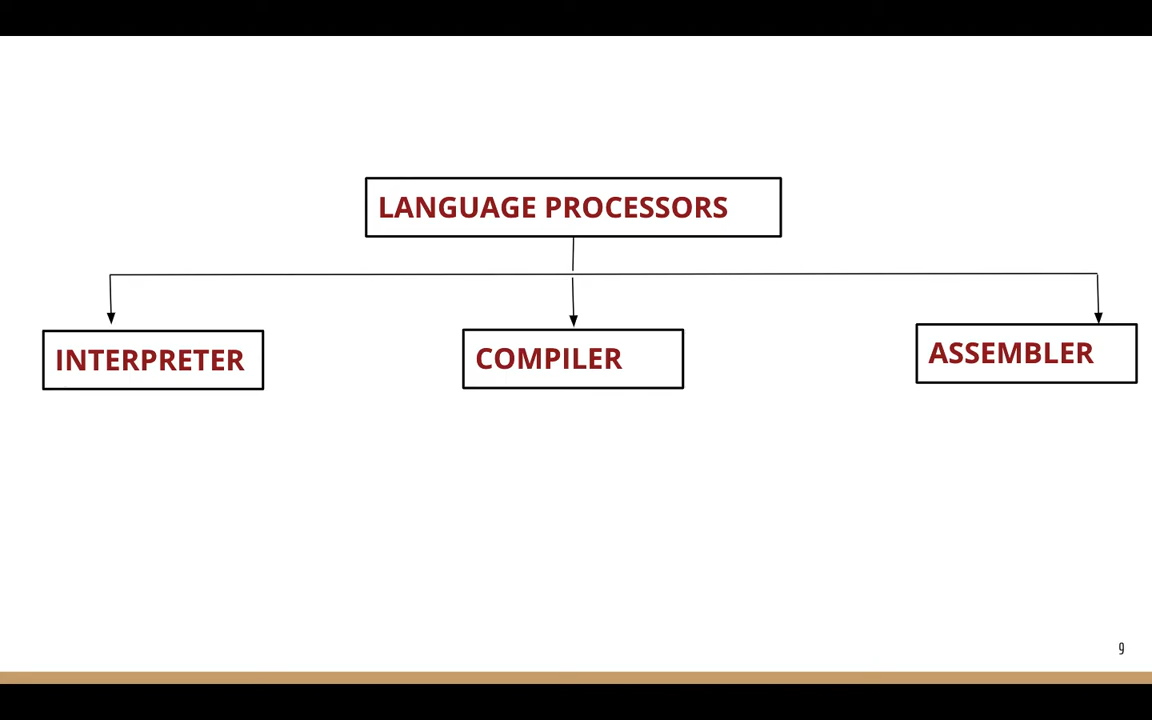 LANGUAGE PROCESSORS
INTERPRETER
COMPILER
ASSEMBLER
9